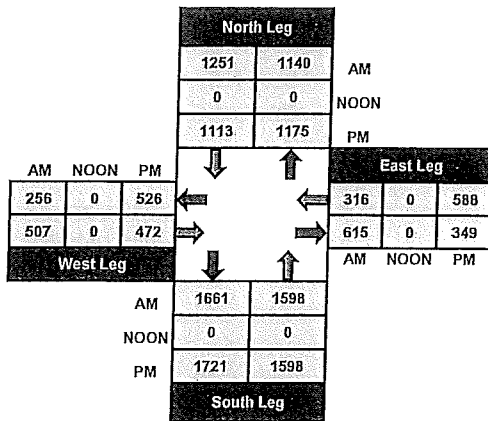 North Leg
1251 1140 AM
0 0 NOON
1113 1175 PM
AM NOON PM
256 0 526
507 0 472
West Leg
East Leg
316 0 588
615 0 349
AM NOON PM
AM 1661 1598
NOON 0 0
PM 1721 1598
South Leg